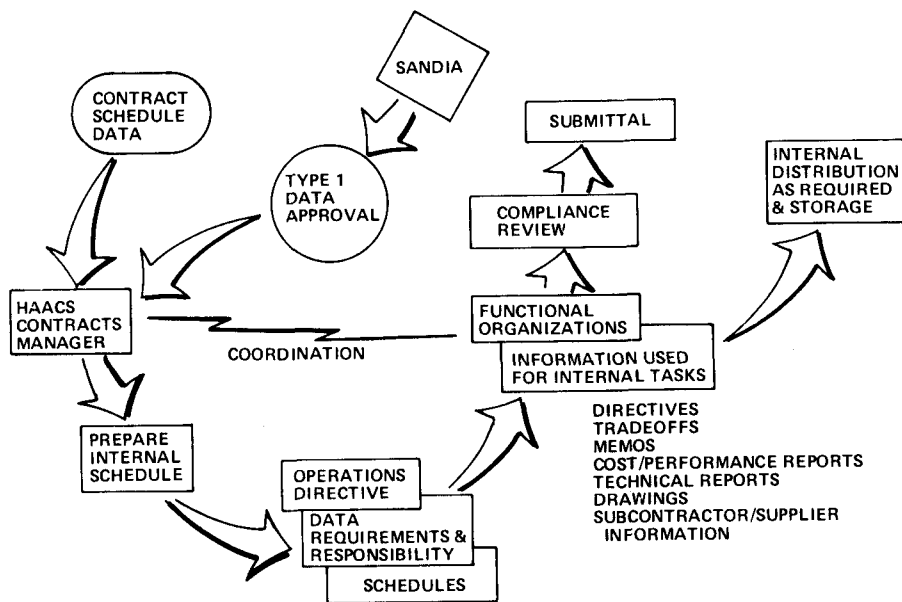 SANDIA
CONTRACT
SCHEDULE
DATA
SUBMITTAL
TYPE 1
DATA
APPROVAL
INTERNAL
DISTRIBUTION
AS REQUIRED
& STORAGE
COMPLIANCE
REVIEW
HAACS
CONTRACTS
MANAGER
COORDINATION
FUNCTIONAL
ORGANIZATIONS
INFORMATION USED
FOR INTERNAL TASKS
DIRECTIVES
TRADEOFFS
MEMOS
COST/PERFORMANCE REPORTS
TECHNICAL REPORTS
DRAWINGS
SUBCONTRACTOR/SUPPLIER
INFORMATION
PREPARE
INTERNAL
SCHEDULE
OPERATIONS
DIRECTIVE
DATA
REQUIREMENTS &
RESPONSIBILITY
SCHEDULES